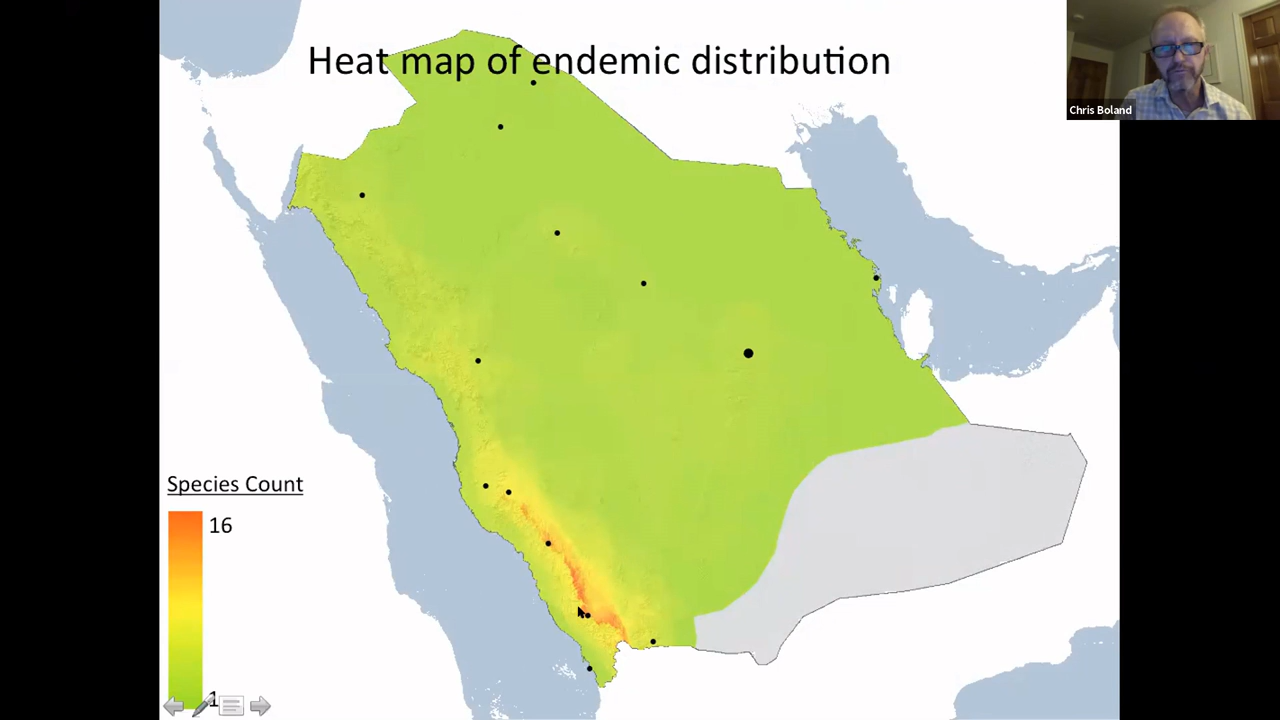 Heat map of endemic distribution
Chris Boland
Species Count
16
1